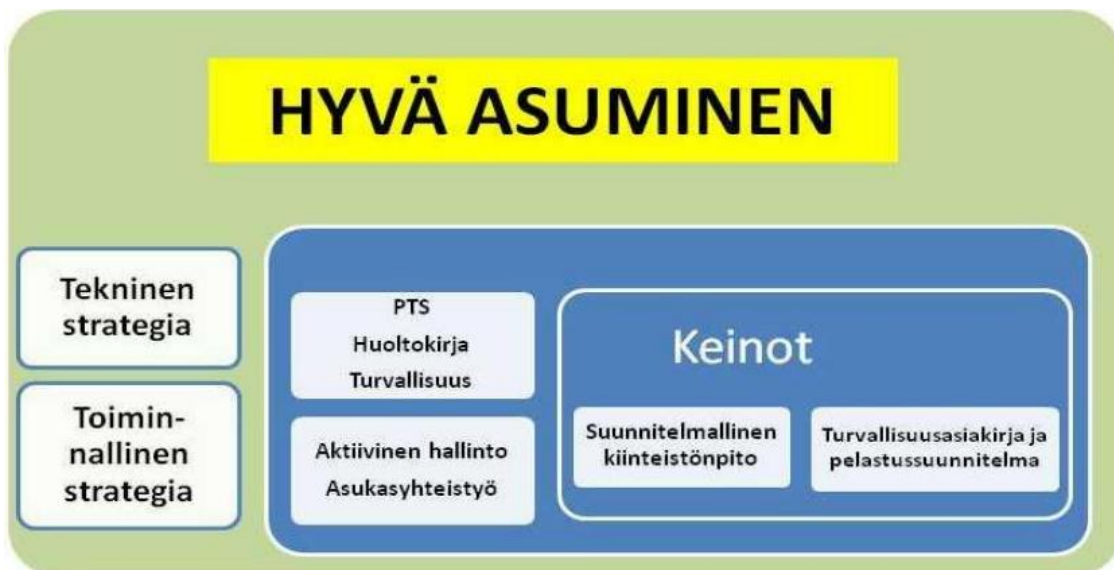 HYVÄ ASUMINEN
Tekninen
strategia
Toimin-
nallinen
strategia
PTS
Huoltokirja
Turvallisuus
Aktiivinen hallinto
Asukasyhteistyö
Keinot
Suunnitelmallinen
kiinteistönpito
Turvallisuusasiakirja ja
pelastussuunnitelma